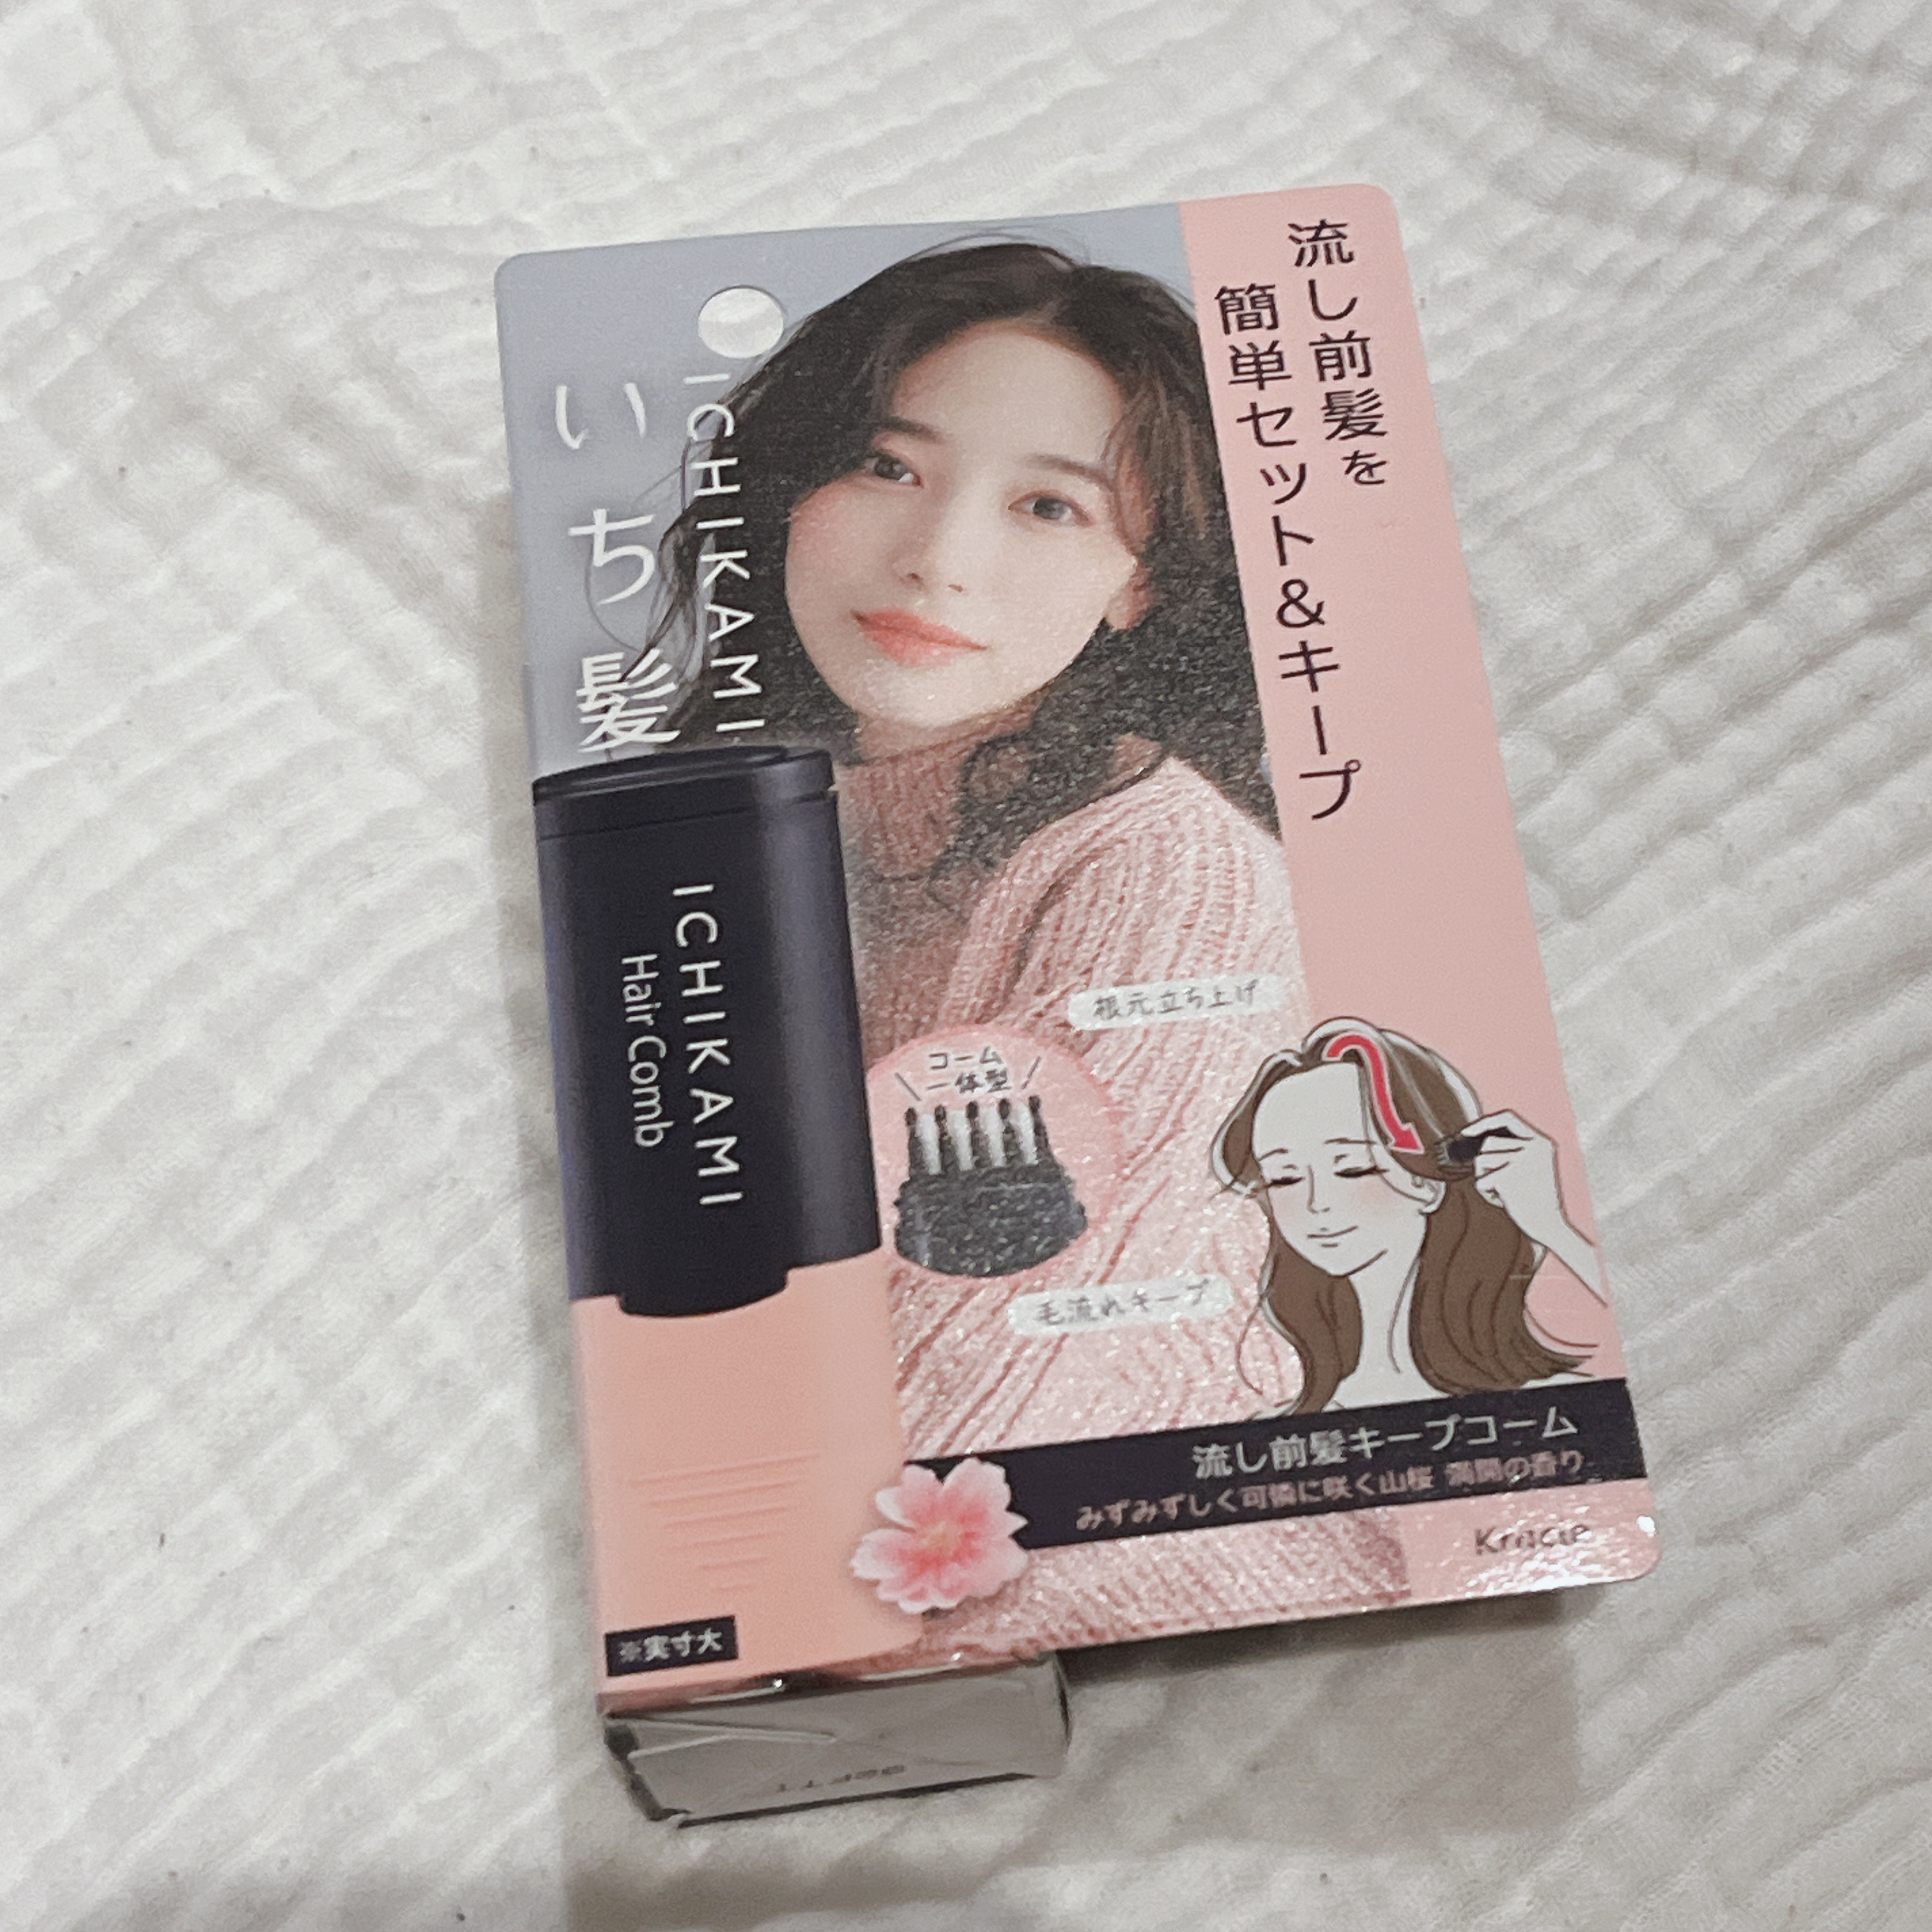 流し前髪を
簡単セット&キープ
いち髪
ICHIKAMI
ICHIKAMI
Hair Comb
根元立ち上げ
コーム
一体型
毛流れキープ
流し前髪キープコーム
みずみずしく可憐に咲く山桜 満開の香り
Kracie
※実寸大